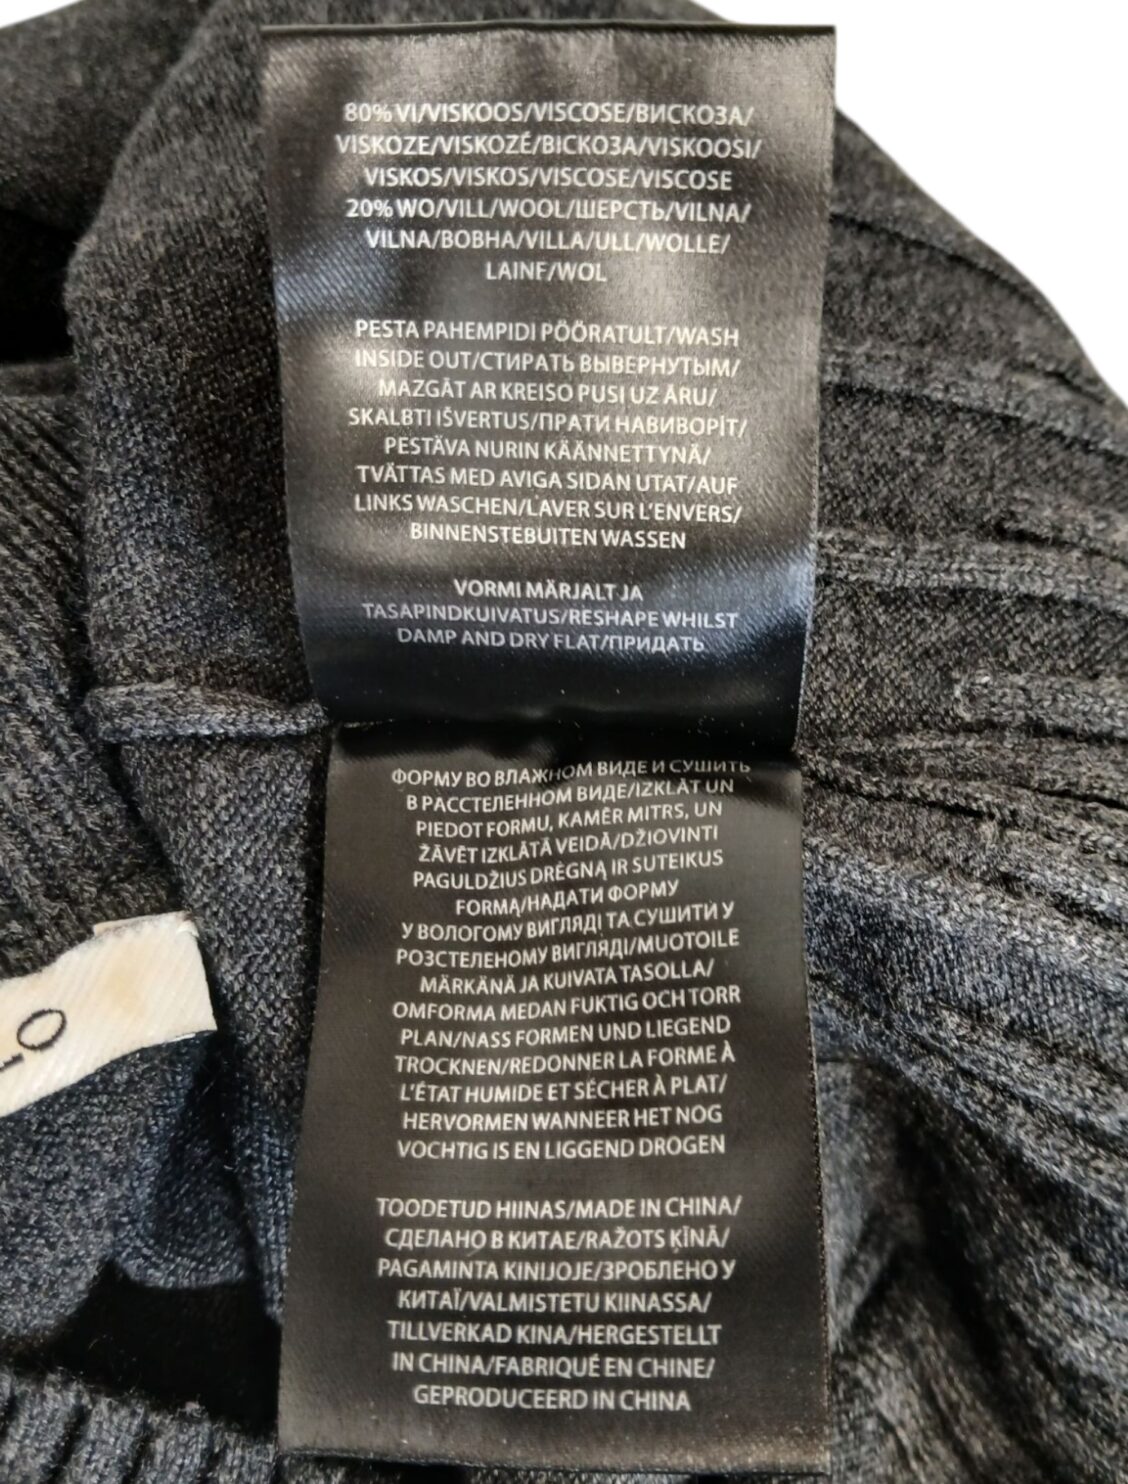 80% VI/VISKOOS/VISCOSE/ВИСКОЗА/
VISKOZE/VISKOZĖ/ВІСКОЗА/VISKOOSI/
VISKOS/VISKOS/VISCOSE/VISCOSE
20% WO/VILL/WOOL/ШЕРСТЬ/VILNA/
VILNA/ВОВНА/VILLA/ULL/WOLLE/
LAINF/WOL
PESTA PAHEMPIDI PÖÖRATULT/WASH
INSIDE OUT/СТИРАТЬ ВЫВЕРНУТЫМ/
MAZGĀT AR KREISO PUSI UZ ĀRU/
SKALBTI IŠVERTUS/ПРАТИ НАВИВОРІТ/
PESTÄVÄ NURIN KÄÄNNETTYNÄ/
TVÄTTAS MED AVIGA SIDAN UTAT/AUF
LINKS WASCHEN/LAVER SUR L'ENVERS/
BINNENSTEBUITEN WASSEN
VORMI MÄRJALT JA
TASAPINDKUIVATUS/RESHAPE WHILST
DAMP AND DRY FLAT/ПРИДАТЬ
ФОРМУ ВО ВЛАЖНОМ ВИДЕ И СУШИТЬ
В РАССТЕЛЕННОМ ВИДЕ/IZKLĀT UN
PIEDOT FORMU, KAMĒR MITRS, UN
ŽĀVĒT IZKLĀTĀ VEIDĀ/DŽIOVINTI
PAGULDŽIUS DRĖGNĄ IR SUTEIKUS
FORMĄ/НАДАТИ ФОРМУ
У ВОЛОГОМУ ВИГЛЯДІ ТА СУШИТИ У
РОЗСТЕЛЕНОМУ ВИГЛЯДІ/MUOTOILE
MÄRKÄNÄ JA KUIVATA TASOLLA/
OMFORMA MEDAN FUKTIG OCH TORR
PLAN/NASS FORMEN UND LIEGEND
TROCKNEN/REDONNER LA FORME À
L'ÉTAT HUMIDE ET SÉCHER À PLAT/
HERVORMEN WANNEER HET NOG
VOCHTIG IS EN LIGGEND DROGEN
TOODETUD HIINAS/MADE IN CHINA/
СДЕЛАНО В КИТАЕ/RAŽOTS ĶĪNĀ/
PAGAMINTA KINIJOJE/ЗРОБЛЕНО У
КИТАЇ/VALMISTETU KIINASSA/
TILLVERKAD KINA/HERGESTELLT
IN CHINA/FABRIQUÉ EN CHINE/
GEPRODUCEERD IN CHINA